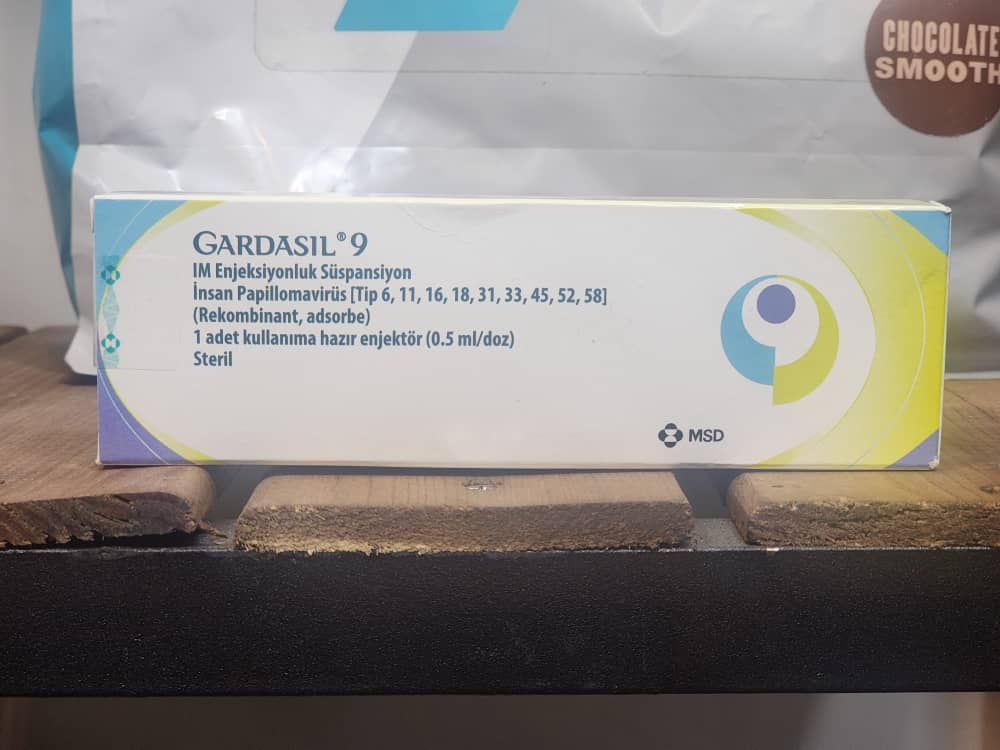 CHOCOLATE
SMOOTH
GARDASIL®9
IM Enjeksiyonluk Süspansiyon
İnsan Papillomavirüs [Tip 6, 11, 16, 18, 31, 33, 45, 52, 58]
(Rekombinant, adsorbe)
1 adet kullanıma hazır enjektör (0.5 ml/doz)
Steril
MSD